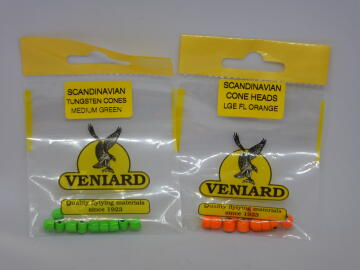 SCANDINAVIAN
TUNGSTEN CONES
MEDIUM GREEN
VENIARD
Quality flytying materials
since 1923
SCANDINAVIAN
CONE HEADS
LGE FL ORANGE
VENIARD
Quality flytying materials
since 1923